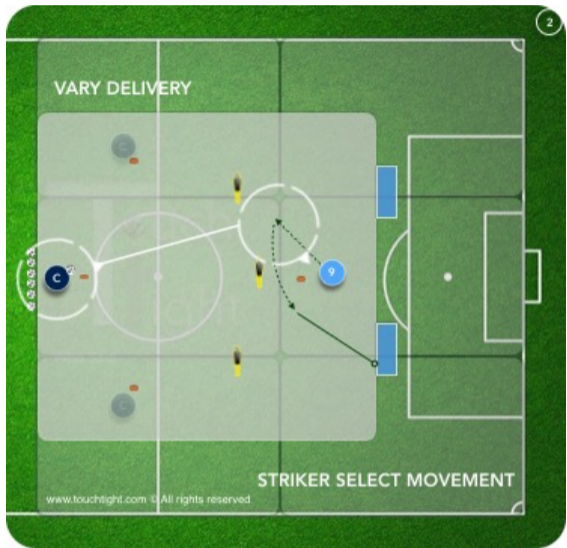 2
VARY DELIVERY
C
C
9
C
STRIKER SELECT MOVEMENT
www.touchtight.com © All rights reserved